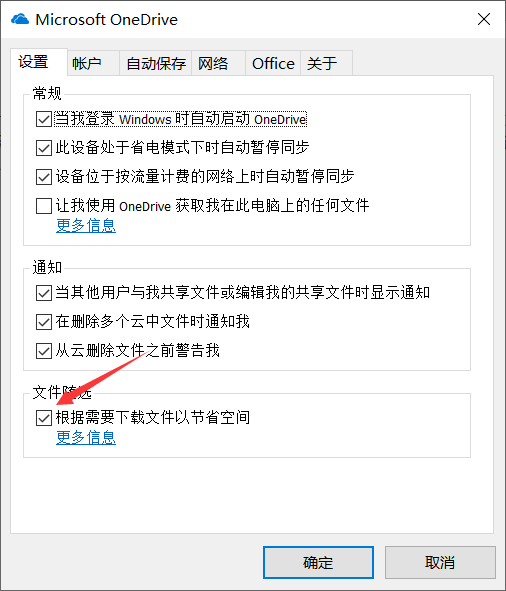 Microsoft OneDrive
设置 帐户 自动保存 网络 Office 关于
常规
当我登录 Windows 时自动启动 OneDrive
此设备处于省电模式下时自动暂停同步
设备位于按流量计费的网络上时自动暂停同步
让我使用 OneDrive 获取我在此电脑上的任何文件
更多信息
通知
当其他用户与我共享文件或编辑我的共享文件时显示通知
在删除多个云中文件时通知我
从云删除文件之前警告我
文件随选
根据需要下载文件以节省空间
更多信息
确定 取消